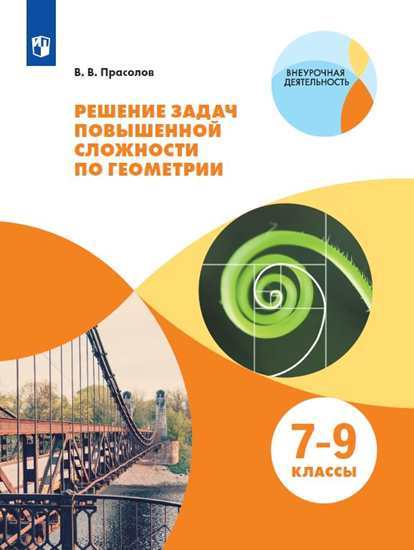 В. В. Прасолов
ВНЕУРОЧНАЯ
ДЕЯТЕЛЬНОСТЬ
РЕШЕНИЕ ЗАДАЧ
ПОВЫШЕННОЙ
СЛОЖНОСТИ
ПО ГЕОМЕТРИИ
7–9
КЛАССЫ